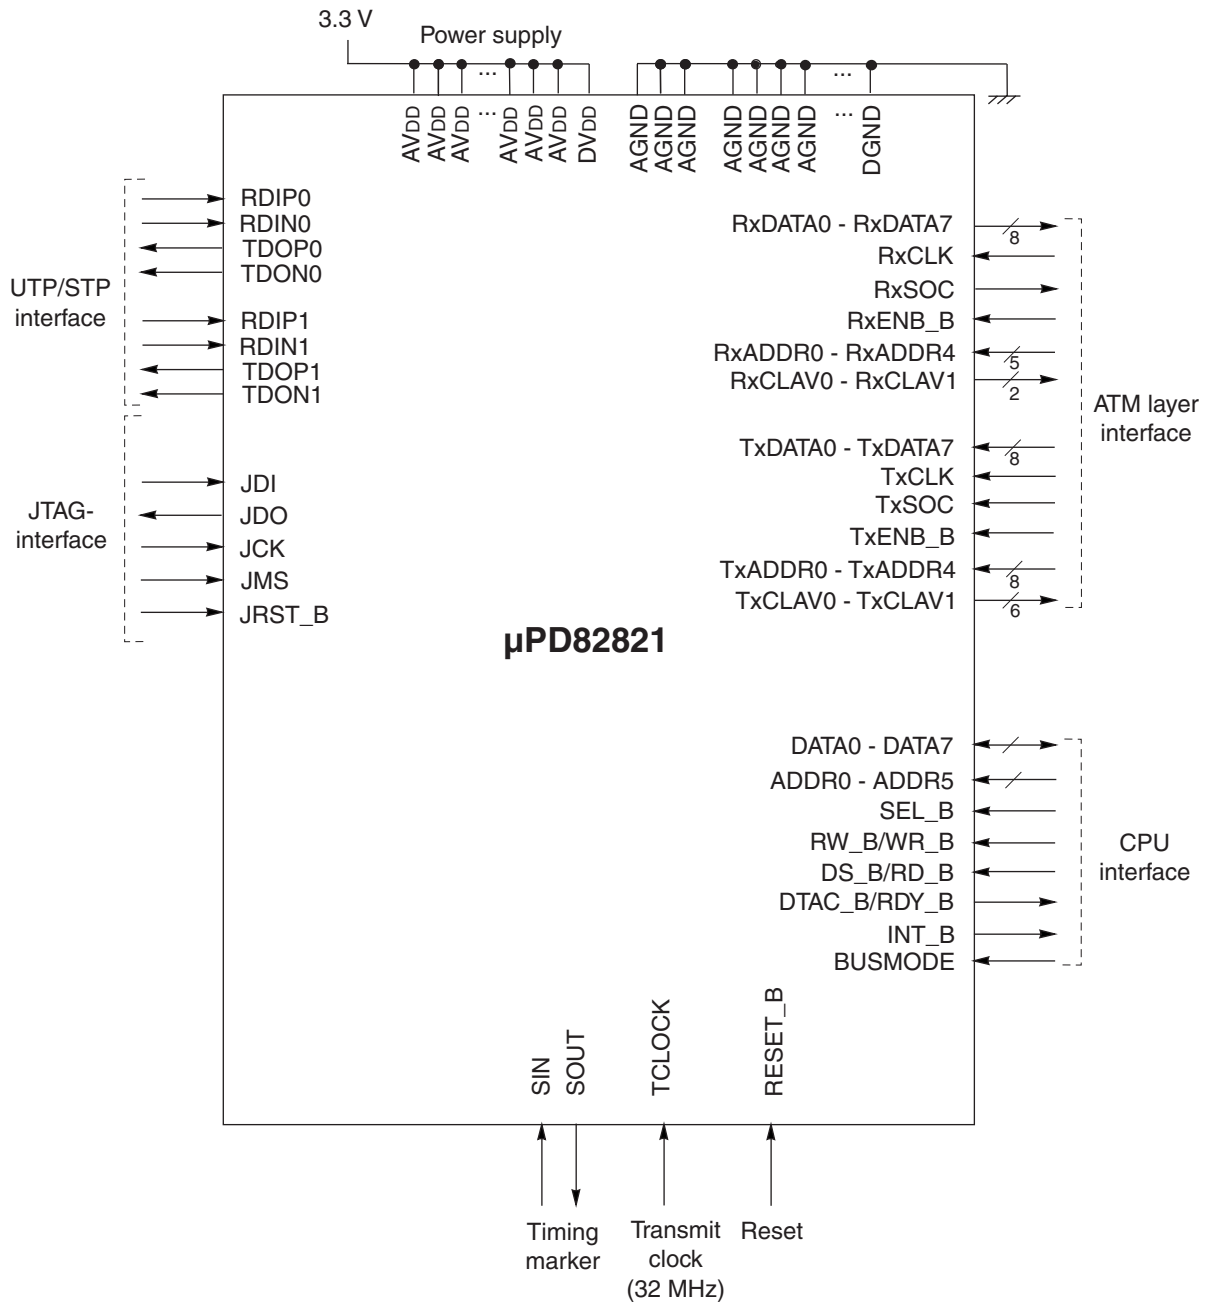 3.3 V
Power supply
...
...
AVDD
AVDD
AVDD
...
AVDD
AVDD
AVDD
DVDD
AGND
AGND
AGND
AGND
AGND
AGND
AGND
...
DGND
UTP/STP
interface
RDIP0
RDIN0
TDOP0
TDON0
RDIP1
RDIN1
TDOP1
TDON1
JTAG-
interface
JDI
JDO
JCK
JMS
JRST_B
µPD82821
RxDATA0 - RxDATA7
8
RxCLK
RxSOC
RxENB_B
RxADDR0 - RxADDR4
5
RxCLAV0 - RxCLAV1
2
TxDATA0 - TxDATA7
8
TxCLK
TxSOC
TxENB_B
TxADDR0 - TxADDR4
8
TxCLAV0 - TxCLAV1
6
ATM layer
interface
DATA0 - DATA7
ADDR0 - ADDR5
SEL_B
RW_B/WR_B
DS_B/RD_B
DTAC_B/RDY_B
INT_B
BUSMODE
CPU
interface
SIN
SOUT
TCLOCK
RESET_B
Timing
marker
Transmit
clock
(32 MHz)
Reset